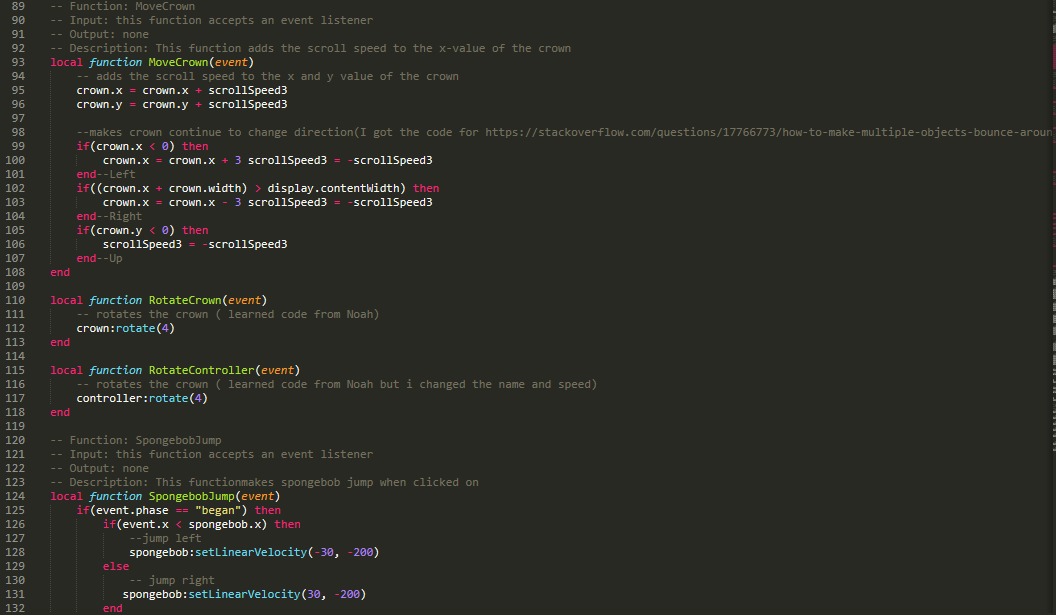 89 -- Function: MoveCrown
90 -- Input: this function accepts an event listener
91 -- Output: none
92 -- Description: This function adds the scroll speed to the x-value of the crown
93 local function MoveCrown(event)
94 -- adds the scroll speed to the x and y value of the crown
95 crown.x = crown.x + scrollSpeed3
96 crown.y = crown.y + scrollSpeed3
97
98 --makes crown continue to change direction(I got the code for https://stackoverflow.com/questions/17766773/how-to-make-multiple-objects-bounce-aroun
99 if(crown.x < 0) then
100 crown.x = crown.x + 3 scrollSpeed3 = -scrollSpeed3
101 end--Left
102 if((crown.x + crown.width) > display.contentWidth) then
103 crown.x = crown.x - 3 scrollSpeed3 = -scrollSpeed3
104 end--Right
105 if(crown.y < 0) then
106 scrollSpeed3 = -scrollSpeed3
107 end--Up
108 end
109
110 local function RotateCrown(event)
111 -- rotates the crown ( learned code from Noah)
112 crown:rotate(4)
113 end
114
115 local function RotateController(event)
116 -- rotates the crown ( learned code from Noah but i changed the name and speed)
117 controller:rotate(4)
118 end
119
120 -- Function: SpongebobJump
121 -- Input: this function accepts an event listener
122 -- Output: none
123 -- Description: This functionmakes spongebob jump when clicked on
124 local function SpongebobJump(event)
125 if(event.phase == "began") then
126 if(event.x < spongebob.x) then
127 --jump left
128 spongebob:setLinearVelocity(-30, -200)
129 else
130 -- jump right
131 spongebob:setLinearVelocity(30, -200)
132 end